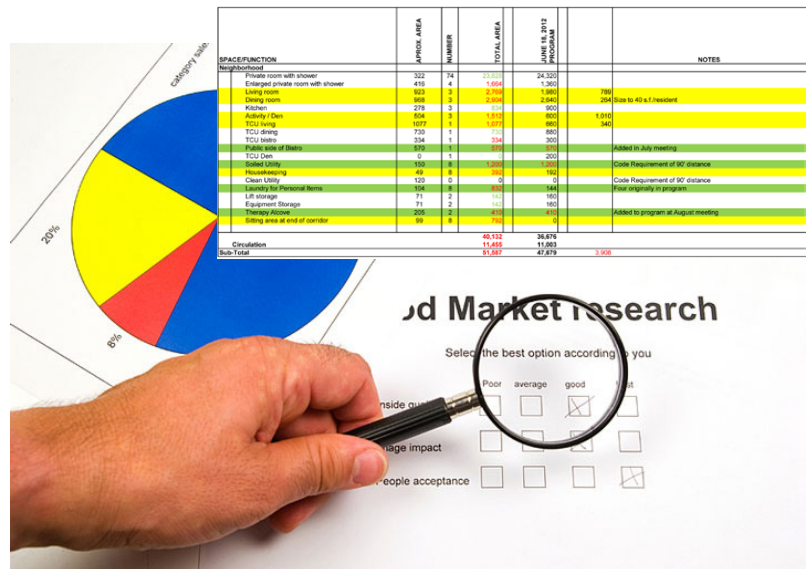 SPACE/FUNCTION APROX. AREA NUMBER TOTAL AREA JUNE 18, 2012 PROGRAM NOTES
Neighborhood
Private room with shower 322 74 23,828 24,320
Enlarged private room with shower 416 4 1,664 1,360
Living room 923 3 2,769 1,980 789
Dining room 968 3 2,904 2,640 264 Size to 40 s.f./resident
Kitchen 278 3 834 900
Activity / Den 504 3 1,512 600 1,010
TCU living 1077 1 1,077 660 340
TCU dining 730 1 730 880
TCU bistro 334 1 334 300
Public side of Bistro 570 1 570 570 Added in July meeting
TCU Den 0 1 200
Soiled Utility 150 8 1,200 1,200 Code Requirement of 90' distance
Housekeeping 49 8 392 192
Clean Utility 120 0 0 0 Code Requirement of 90' distance
Laundry for Personal Items 104 8 832 144 Four originally in program
Lift storage 71 2 142 160
Equipment Storage 71 2 142 160
Therapy Alcove 205 2 410 410 Added to program at August meeting
Sitting area at end of corridor 99 8 792 0
40,132 36,676
Circulation 11,455 11,003
Sub-Total 51,587 47,679 3,908
category sale
20%
8%
Market research
Select the best option according you
Poor average good
impact
acceptance